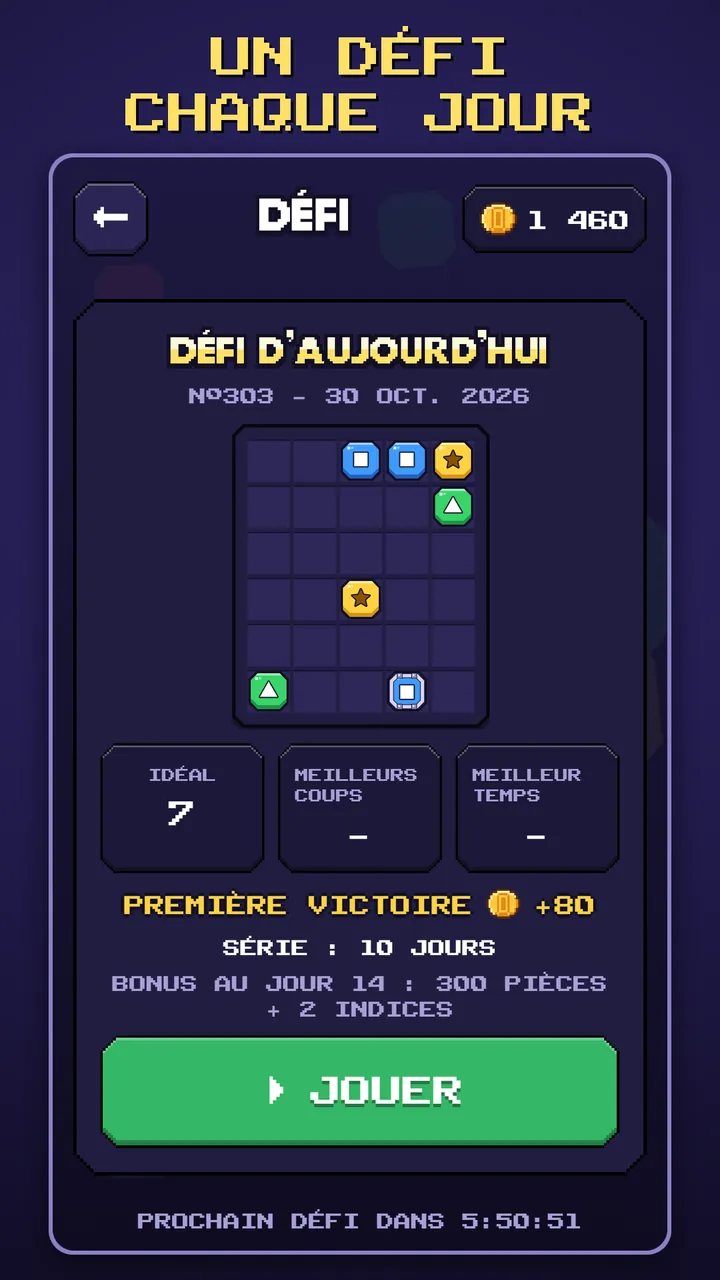 UN DÉFI
CHAQUE JOUR
DÉFI
1 460
DÉFI D'AUJOURD'HUI
Nº303 - 30 OCT. 2026
IDÉAL
7
MEILLEURS
COUPS
–
MEILLEUR
TEMPS
–
PREMIÈRE VICTOIRE +80
SÉRIE : 10 JOURS
BONUS AU JOUR 14 : 300 PIÈCES
+ 2 INDICES
JOUER
PROCHAIN DÉFI DANS 5:50:51